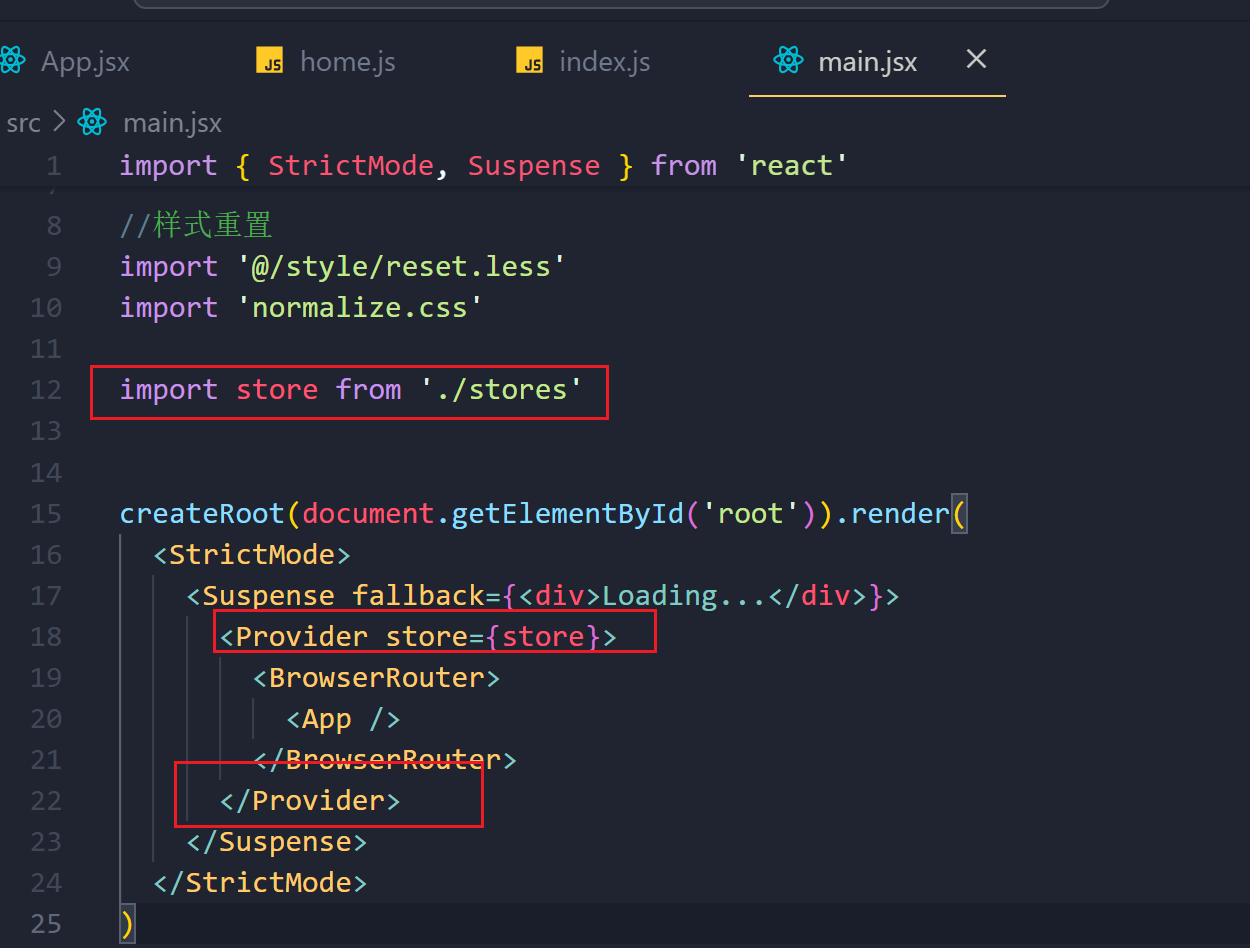 App.jsx JS home.js JS index.js main.jsx
src > main.jsx
1 import { StrictMode, Suspense } from 'react'
8 //样式重置
9 import '@/style/reset.less'
10 import 'normalize.css'
11
12 import store from './stores'
13
14
15 createRoot(document.getElementById('root')).render(
16 <StrictMode>
17 <Suspense fallback={<div>Loading...</div>}>
18 <Provider store={store}>
19 <BrowserRouter>
20 <App />
21 </BrowserRouter>
22 </Provider>
23 </Suspense>
24 </StrictMode>
25 )